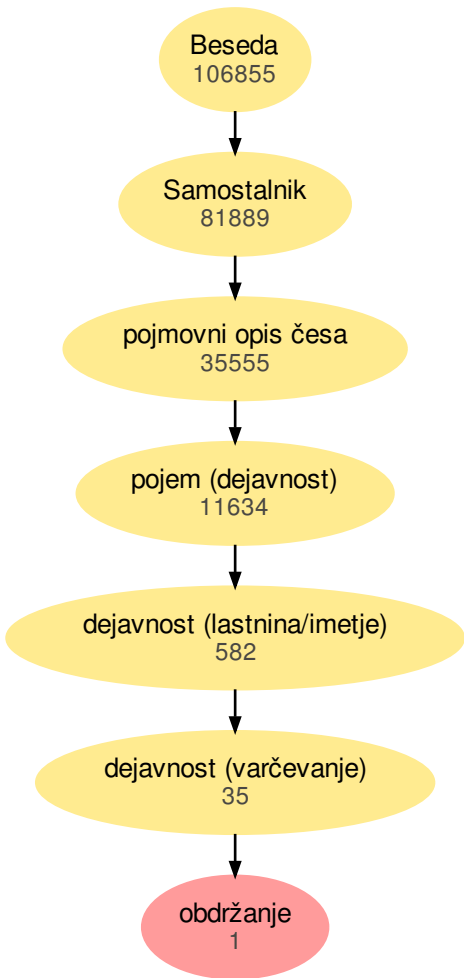 Beseda
106855
Samostalnik
81889
pojmovni opis česa
35555
pojem (dejavnost)
11634
dejavnost (lastnina/imetje)
582
dejavnost (varčevanje)
35
obdržanje
1